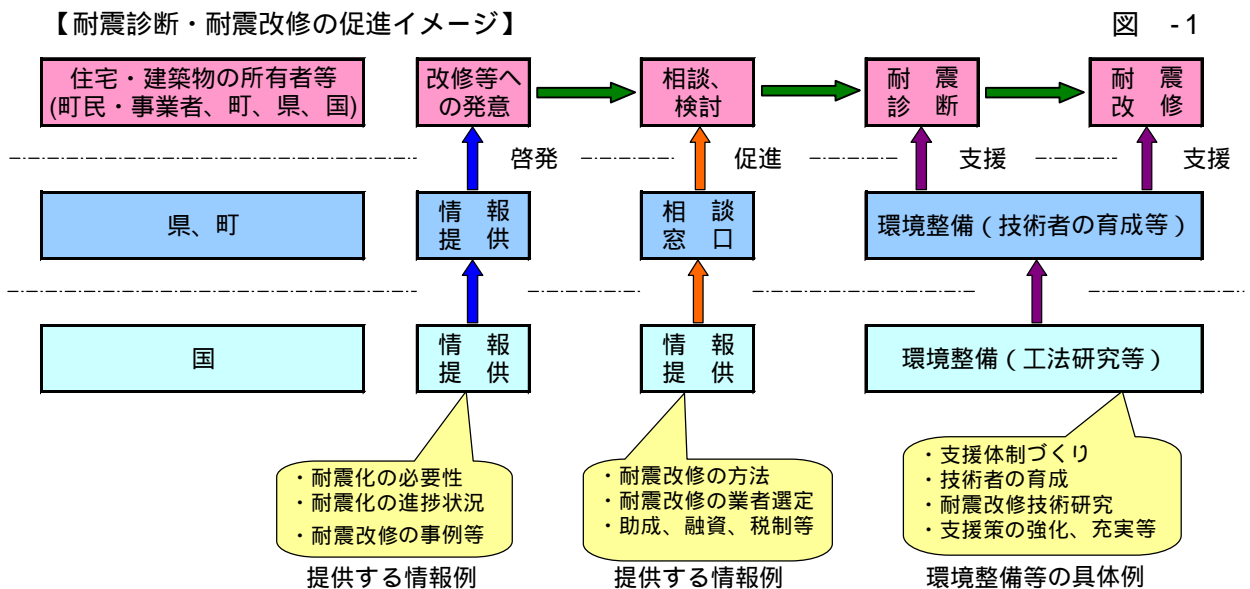 【耐震診断・耐震改修の促進イメージ】
図 -1
住宅・建築物の所有者等
(町民・事業者、町、県、国)
改修等へ
の発意
相談、
検討
耐 震
診 断
耐 震
改 修
啓発
促進
支援
支援
県、町
情 報
提 供
相 談
窓 口
環境整備(技術者の育成等)
国
情 報
提 供
情 報
提 供
環境整備(工法研究等)
・耐震化の必要性
・耐震化の進捗状況
・耐震改修の事例等
・耐震改修の方法
・耐震改修の業者選定
・助成、融資、税制等
・支援体制づくり
・技術者の育成
・耐震改修技術研究
・支援策の強化、充実等
提供する情報例
提供する情報例
環境整備等の具体例